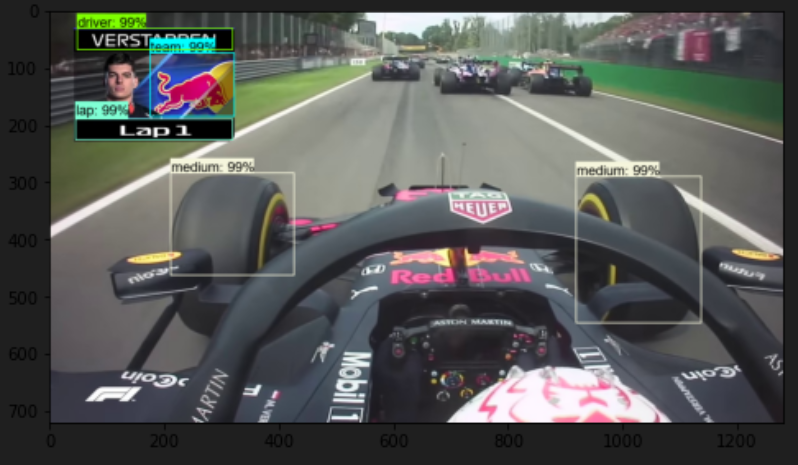 driver: 99%
VERSTAPPEN
team: 99%
lap: 99%
Lap 1
medium: 99%
medium: 99%
TAG
HEUER
Red Bull
ASTON MARTIN
Mobil 1
MARTIN
0
100
200
300
400
500
600
700
0
200
400
600
800
1000
1200